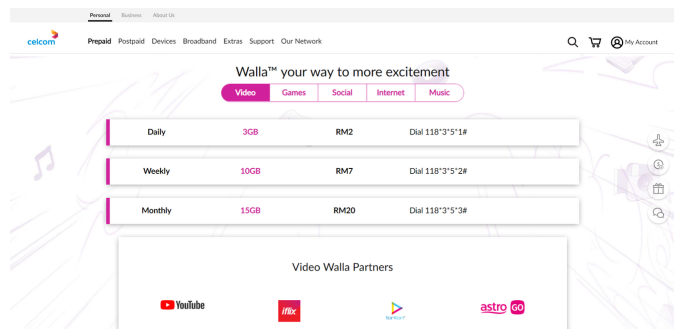 Personal Business About Us
celcom Prepaid Postpaid Devices Broadband Extras Support Our Network My Account
Walla™ your way to more excitement
Video Games Social Internet Music
Daily 3GB RM2 Dial 118*3*5*1#
Weekly 10GB RM7 Dial 118*3*5*2#
Monthly 15GB RM20 Dial 118*3*5*3#
Video Walla Partners
YouTube iflix astro GO